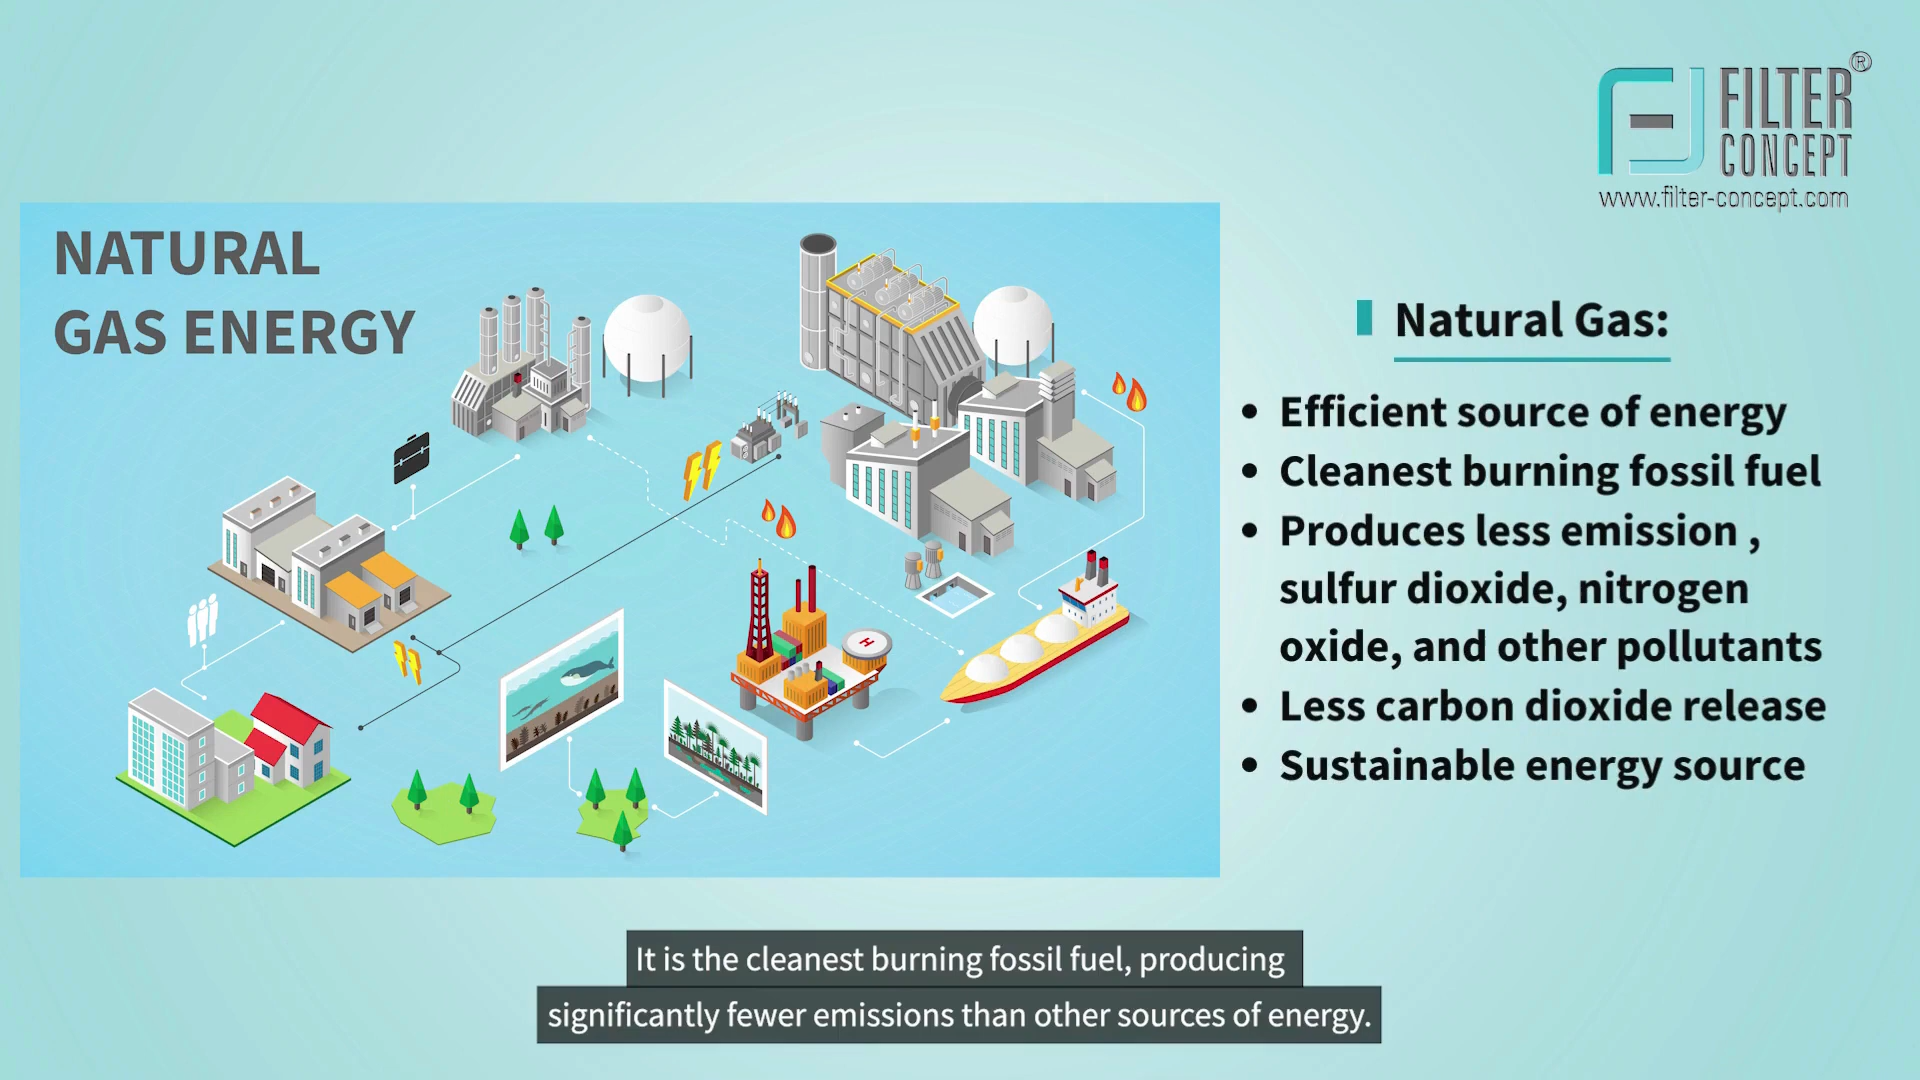 FILTER®
CONCEPT
www.filter-concept.com
NATURAL
GAS ENERGY
H
Natural Gas:
• Efficient source of energy
• Cleanest burning fossil fuel
• Produces less emission ,
sulfur dioxide, nitrogen
oxide, and other pollutants
• Less carbon dioxide release
• Sustainable energy source
It is the cleanest burning fossil fuel, producing
significantly fewer emissions than other sources of energy.